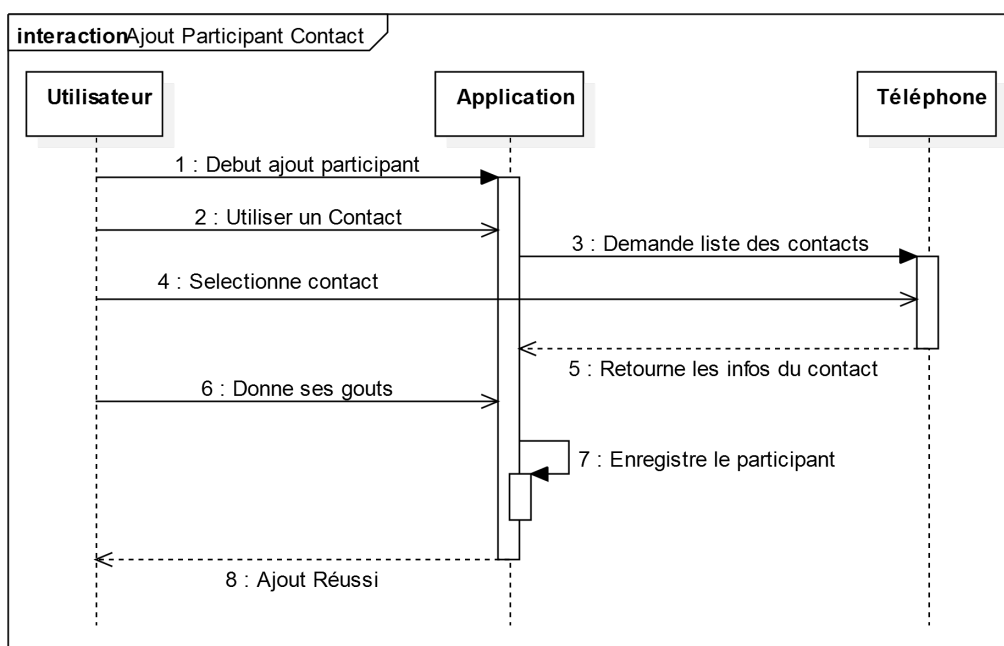 interaction Ajout Participant Contact
Utilisateur
Application
Téléphone
1 : Debut ajout participant
2 : Utiliser un Contact
3 : Demande liste des contacts
4 : Selectionne contact
5 : Retourne les infos du contact
6 : Donne ses gouts
7 : Enregistre le participant
8 : Ajout Réussi